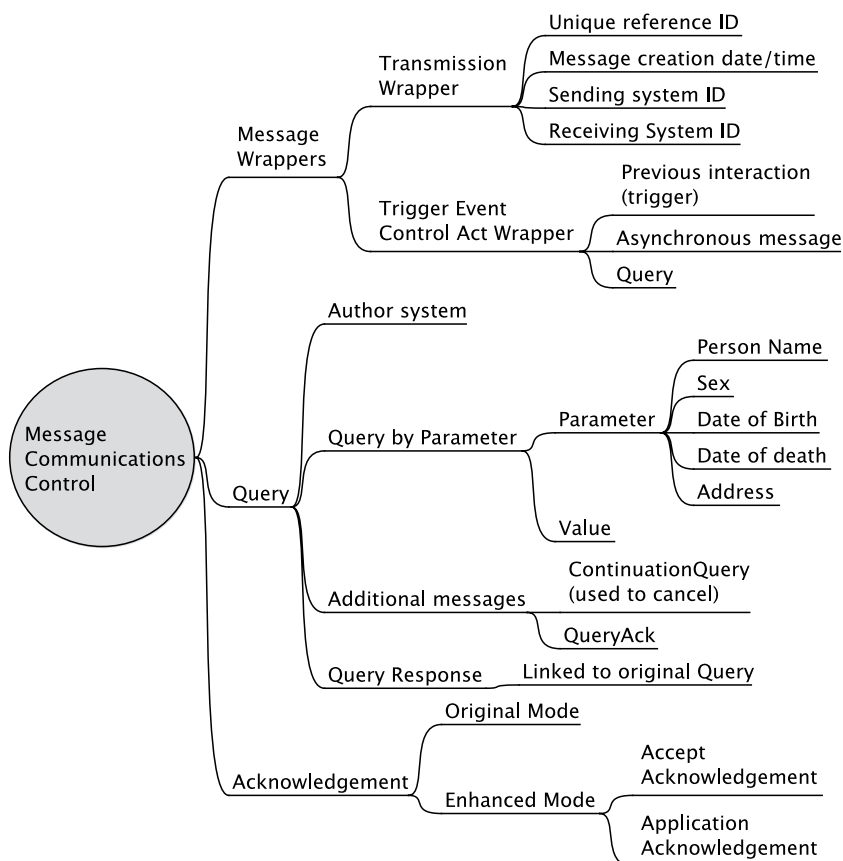 Unique reference ID
Transmission
Wrapper
Message creation date/time
Sending system ID
Receiving System ID
Message
Wrappers
Previous interaction
(trigger)
Trigger Event
Control Act Wrapper
Asynchronous message
Query
Author system
Person Name
Sex
Query by Parameter
Parameter
Date of Birth
Date of death
Address
Message
Communications
Control
Query
Value
Additional messages
ContinuationQuery
(used to cancel)
QueryAck
Query Response
Linked to original Query
Original Mode
Acknowledgement
Accept
Acknowledgement
Enhanced Mode
Application
Acknowledgement